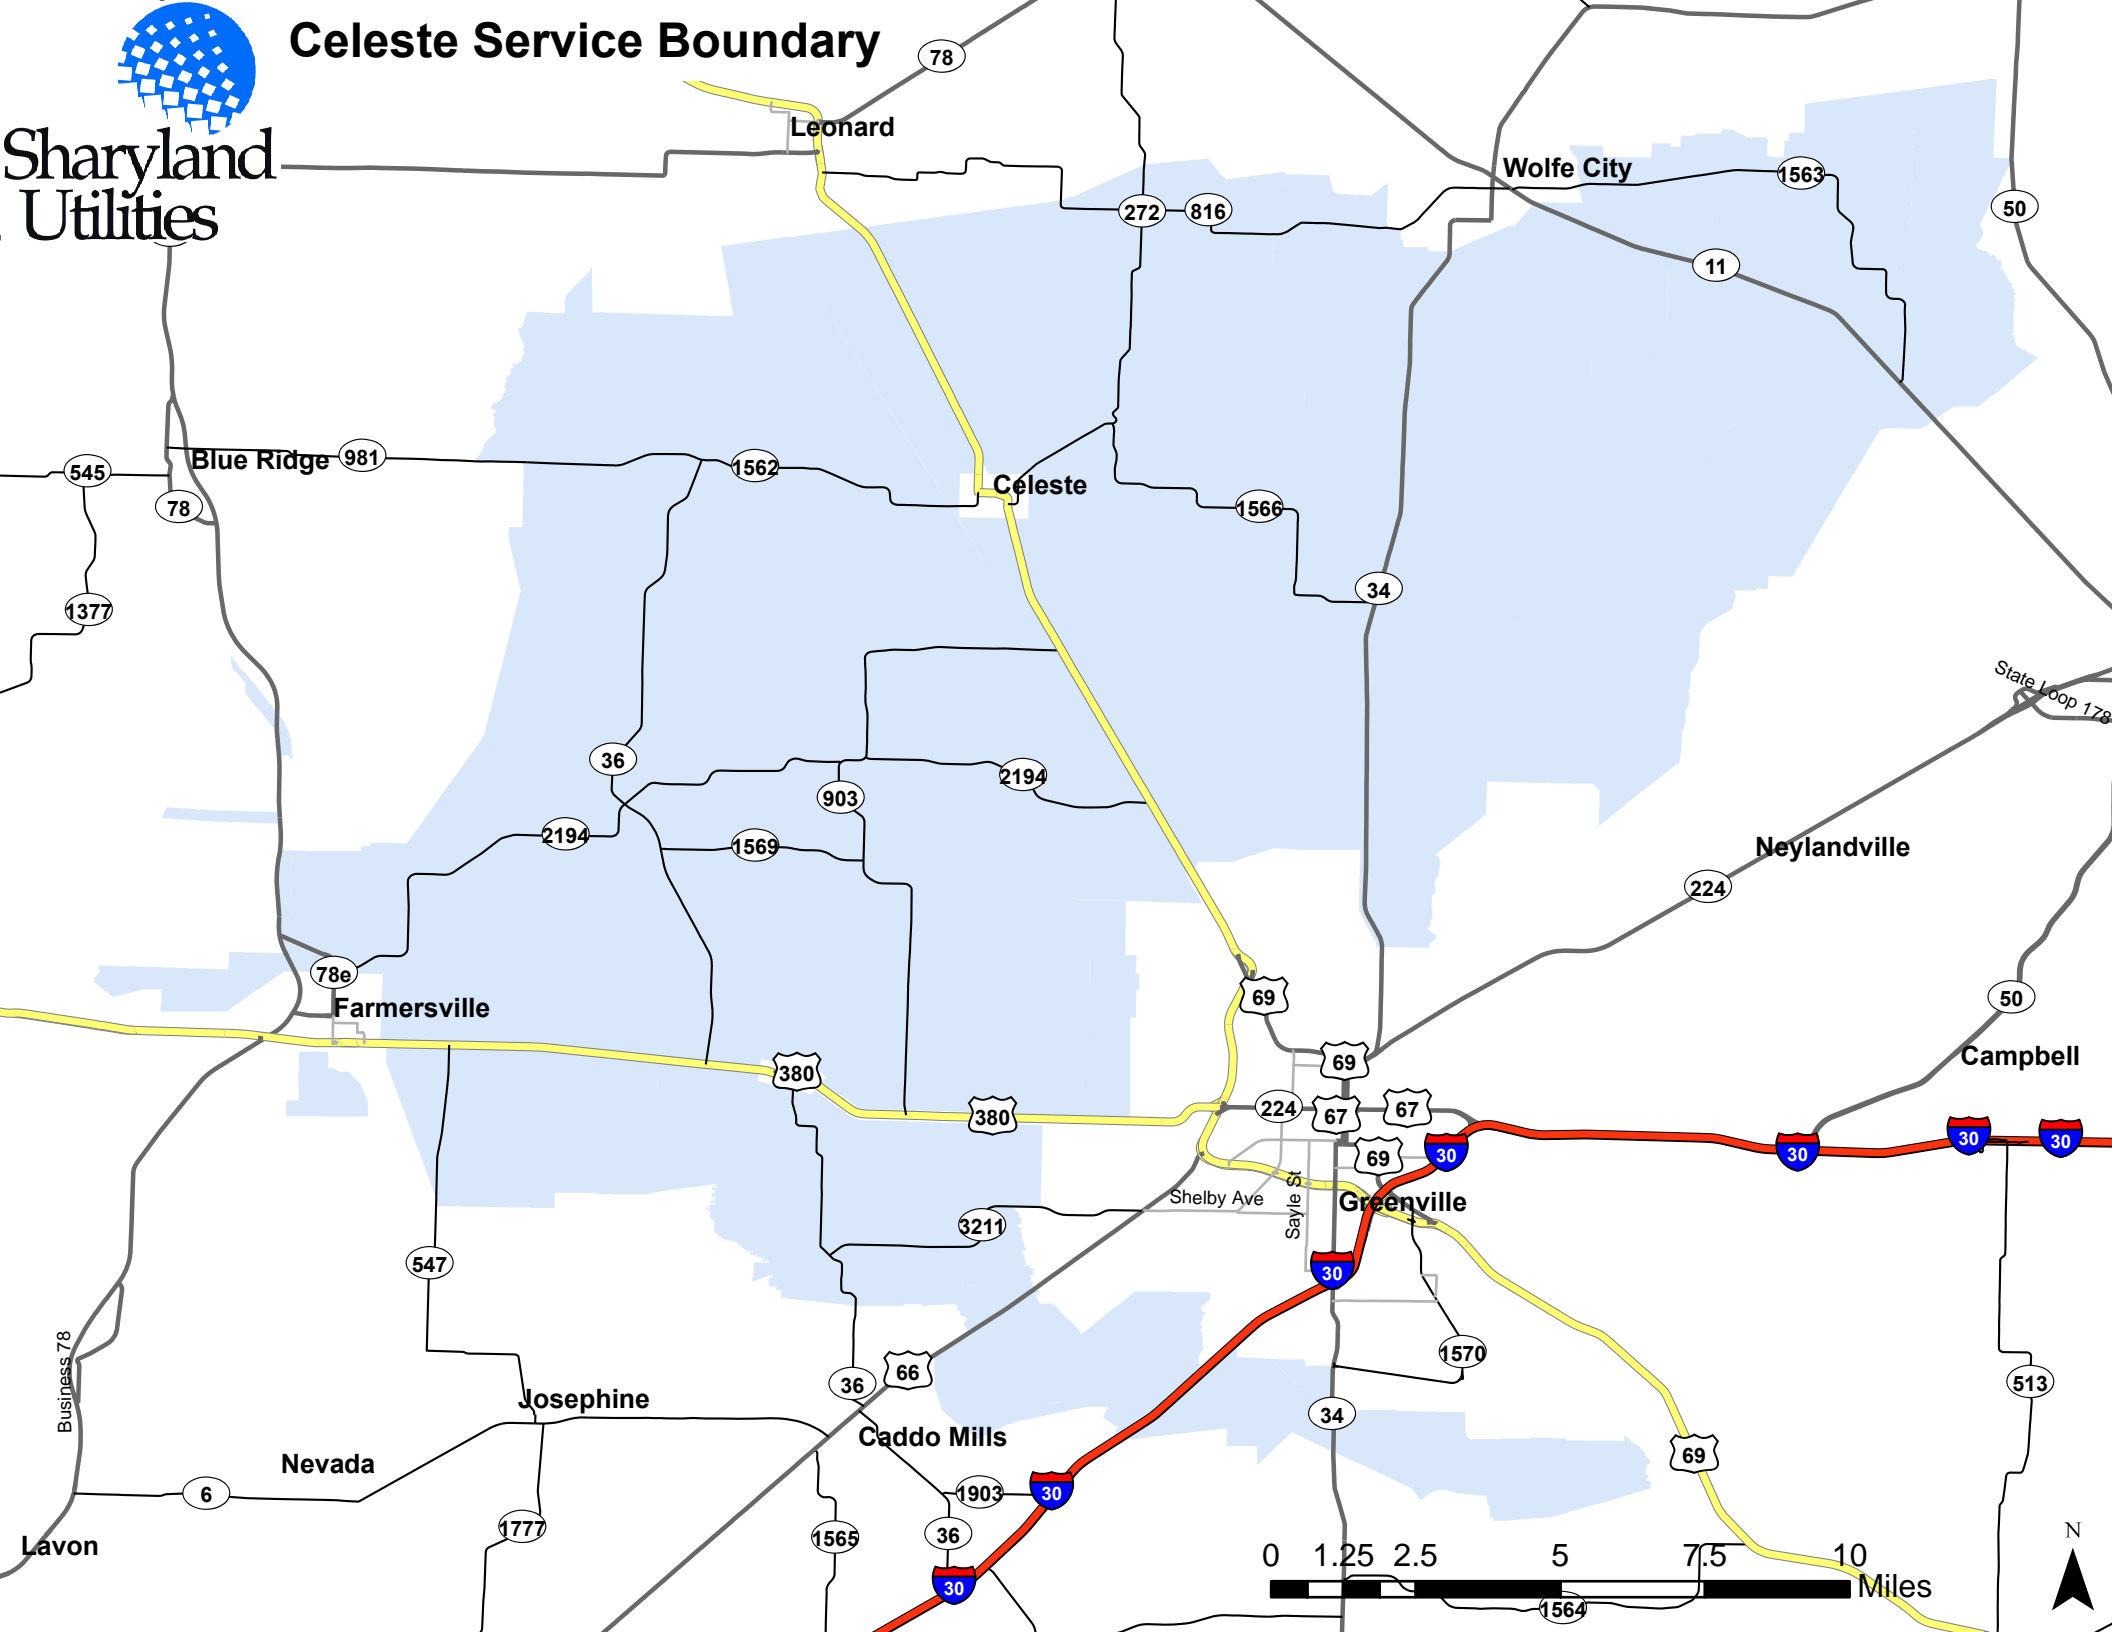 Celeste Service Boundary
Sharyland
Utilities
78
Leonard
Wolfe City
1563
272
816
50
11
Blue Ridge
981
545
1562
78
Celeste
1566
34
1377
State Loop 178
36
2194
903
2194
1569
Neylandville
224
78e
Farmersville
69
50
Campbell
380
69
380
224
67
67
30
30
30
30
69
Shelby Ave
Sayle St
Greenville
3211
547
30
Business 78
1570
66
36
513
Josephine
34
Caddo Mills
69
Nevada
6
1903
30
1777
1565
36
Lavon
N
0 1.25 2.5 5 7.5 10
Miles
30
1564